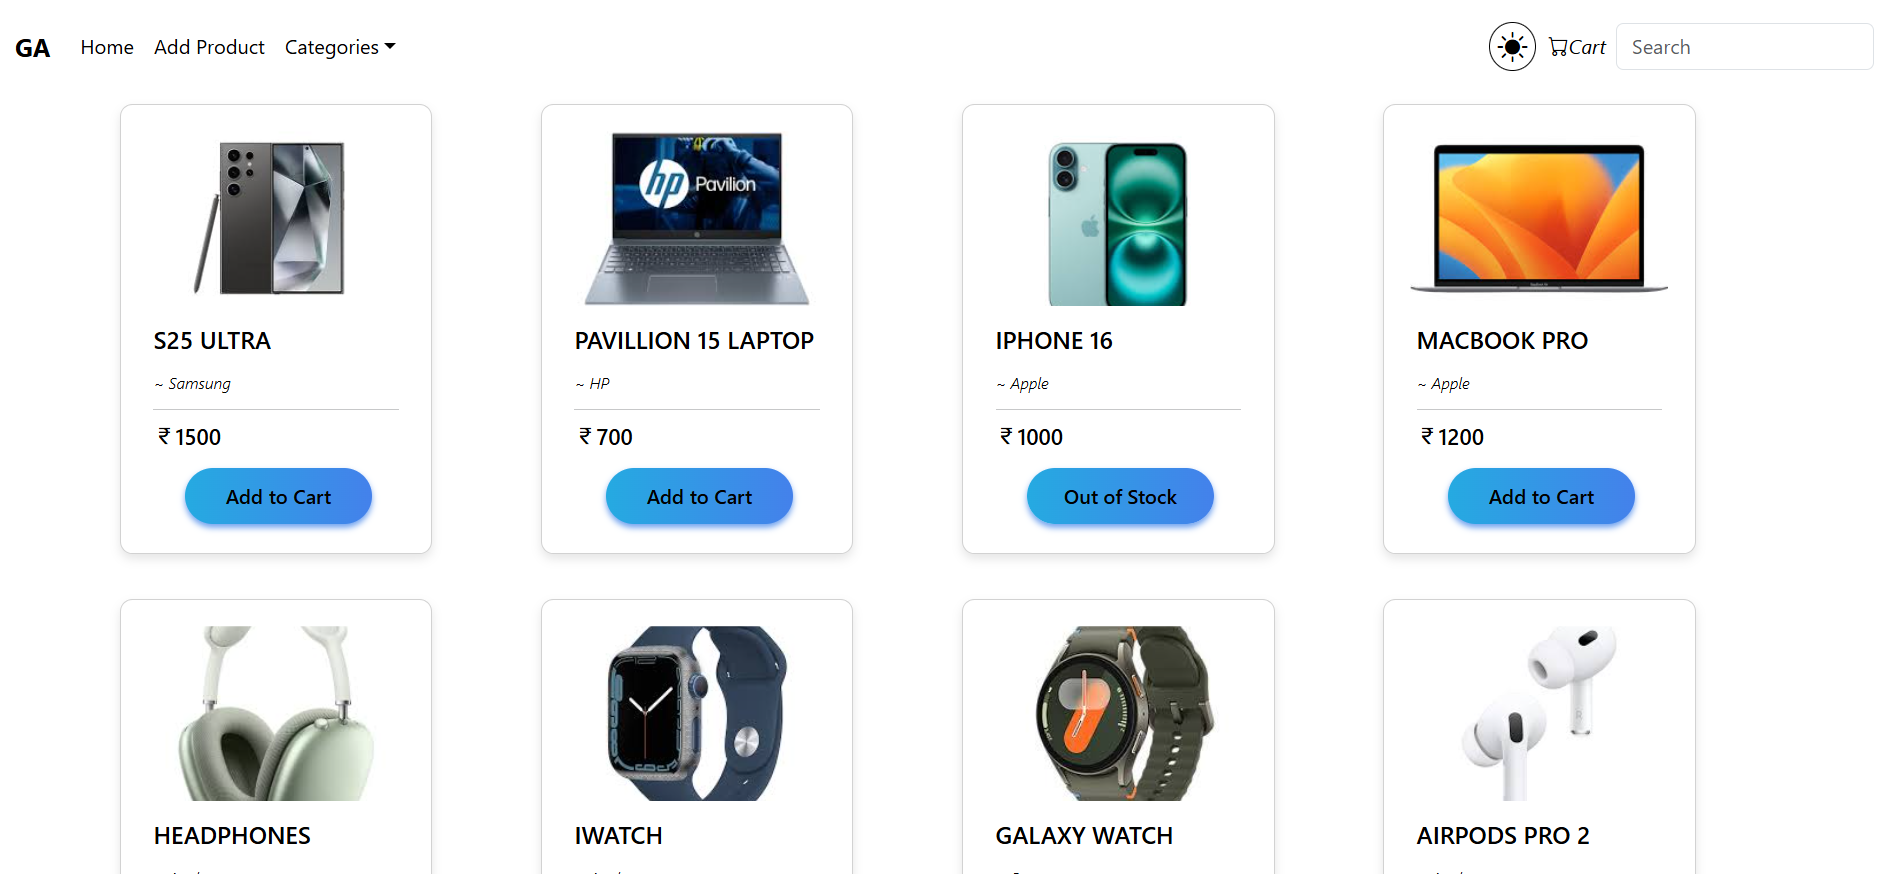 GA Home Add Product Categories Cart Search
hp Pavilion
S25 ULTRA PAVILLION 15 LAPTOP IPHONE 16 MACBOOK PRO
~ Samsung ~ HP ~ Apple ~ Apple
₹ 1500 ₹ 700 ₹ 1000 ₹ 1200
Add to Cart Add to Cart Out of Stock Add to Cart
HEADPHONES IWATCH GALAXY WATCH AIRPODS PRO 2